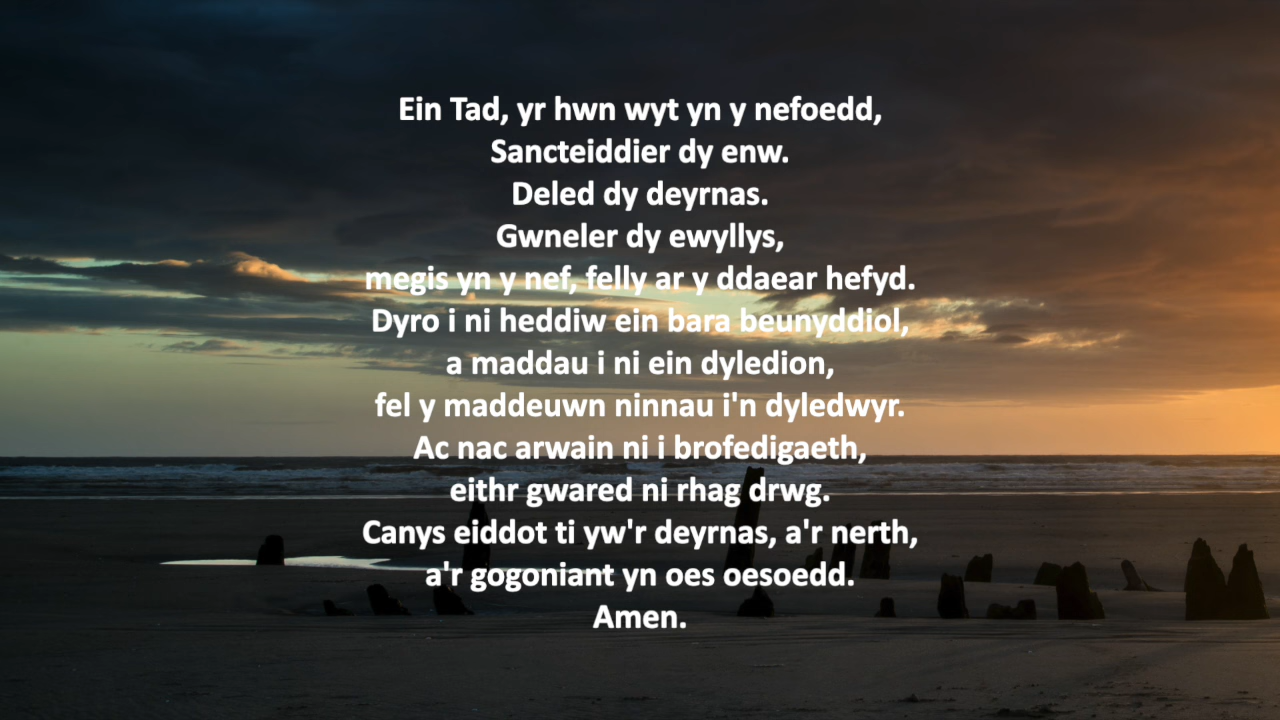 Ein Tad, yr hwn wyt yn y nefoedd,
Sancteiddier dy enw.
Deled dy deyrnas.
Gwneler dy ewyllys,
megis yn y nef, felly ar y ddaear hefyd.
Dyro i ni heddiw ein bara beunyddiol,
a maddau i ni ein dyledion,
fel y maddeuwn ninnau i'n dyledwyr.
Ac nac arwain ni i brofedigaeth,
eithr gwared ni rhag drwg.
Canys eiddot ti yw'r deyrnas, a'r nerth,
a'r gogoniant yn oes oesoedd.
Amen.